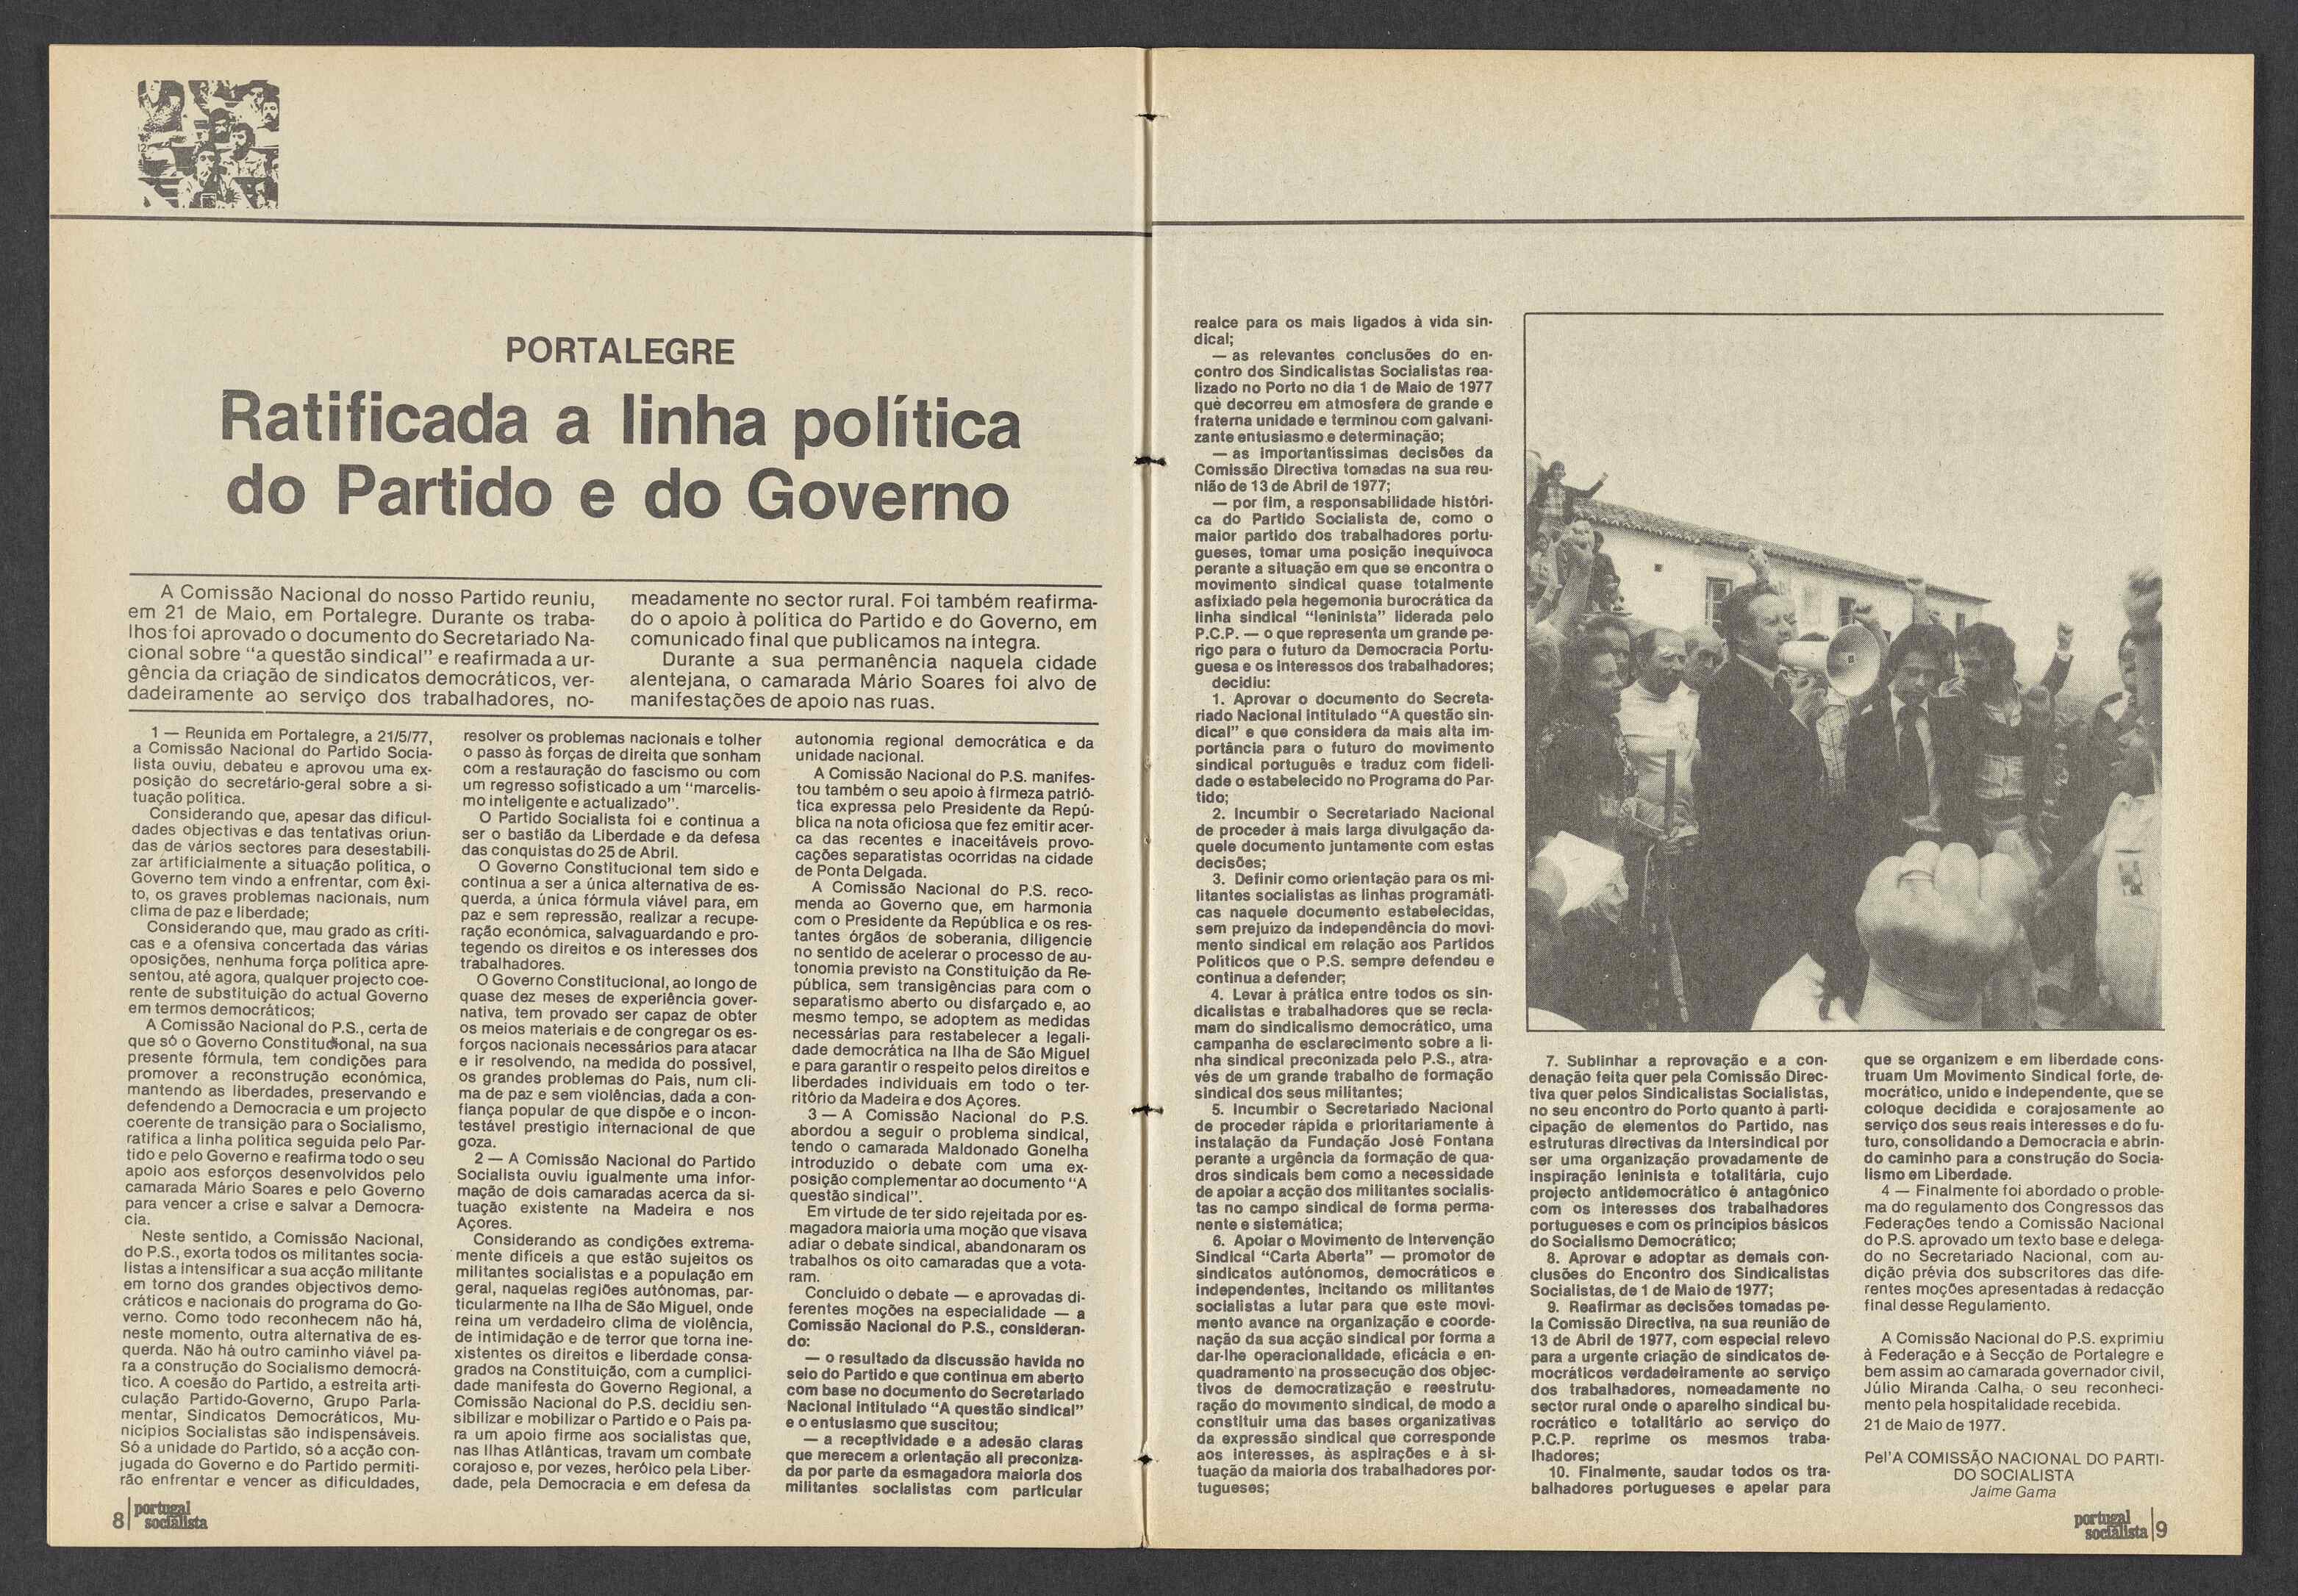 PORTALEGRE
Ratificada a linha política
do Partido e do Governo
A Comissão Nacional do nosso Partido reuniu,
em 21 de Maio, em Portalegre. Durante os traba-
lhos foi aprovado o documento do Secretariado Na-
cional sobre "a questão sindical" e reafirmada a ur-
gência da criação de sindicatos democráticos, ver-
dadeiramente ao serviço dos trabalhadores, no-
meadamente no sector rural. Foi também reafirma-
do o apoio à política do Partido e do Governo, em
comunicado final que publicamos na íntegra.
Durante a sua permanência naquela cidade
alentejana, o camarada Mário Soares foi alvo de
manifestações de apoio nas ruas.
1 — Reunida em Portalegre, a 21/5/77,
a Comissão Nacional do Partido Socia-
lista ouviu, debateu e aprovou uma ex-
posição do secretário-geral sobre a si-
tuação política.
Considerando que, apesar das dificul-
dades objectivas e das tentativas oriun-
das de vários sectores para desestabili-
zar artificialmente a situação política, o
Governo tem vindo a enfrentar, com êxi-
to, os graves problemas nacionais, num
clima de paz e liberdade;
Considerando que, mau grado as críti-
cas e a ofensiva concertada das várias
oposições, nenhuma força política apre-
sentou, até agora, qualquer projecto coe-
rente de substituição do actual Governo
em termos democráticos;
A Comissão Nacional do P.S., certa de
que só o Governo Constitucional, na sua
presente fórmula, tem condições para
promover a reconstrução económica,
mantendo as liberdades, preservando e
defendendo a Democracia e um projecto
coerente de transição para o Socialismo,
ratifica a linha política seguida pelo Par-
tido e pelo Governo e reafirma todo o seu
apoio aos esforços desenvolvidos pelo
camarada Mário Soares e pelo Governo
para vencer a crise e salvar a Democra-
cia.
Neste sentido, a Comissão Nacional,
do P.S., exorta todos os militantes socia-
listas a intensificar a sua acção militante
em torno dos grandes objectivos demo-
cráticos e nacionais do programa do Go-
verno. Como todo reconhecem não há,
neste momento, outra alternativa de es-
querda. Não há outro caminho viável pa-
ra a construção do Socialismo democrá-
tico. A coesão do Partido, a estreita arti-
culação Partido-Governo, Grupo Parla-
mentar, Sindicatos Democráticos, Mu-
nicípios Socialistas são indispensáveis.
Só a unidade do Partido, só a acção con-
jugada do Governo e do Partido permiti-
rão enfrentar e vencer as dificuldades,
resolver os problemas nacionais e tolher
o passo às forças de direita que sonham
com a restauração do fascismo ou com
um regresso sofisticado a um "marcelis-
mo inteligente e actualizado".
O Partido Socialista foi e continua a
ser o bastião da Liberdade e da defesa
das conquistas do 25 de Abril.
O Governo Constitucional tem sido e
continua a ser a única alternativa de es-
querda, a única fórmula viável para, em
paz e sem repressão, realizar a recupe-
ração económica, salvaguardando e pro-
tegendo os direitos e os interesses dos
trabalhadores.
O Governo Constitucional, ao longo de
quase dez meses de experiência gover-
nativa, tem provado ser capaz de obter
os meios materiais e de congregar os es-
forços nacionais necessários para atacar
e ir resolvendo, na medida do possível,
os grandes problemas do País, num cli-
ma de paz e sem violências, dada a con-
fiança popular de que dispõe e o incon-
testável prestígio internacional de que
goza.
2 — A Comissão Nacional do Partido
Socialista ouviu igualmente uma infor-
mação de dois camaradas acerca da si-
tuação existente na Madeira e nos
Açores.
Considerando as condições extrema-
mente difíceis a que estão sujeitos os
militantes socialistas e a população em
geral, naquelas regiões autónomas, par-
ticularmente na Ilha de São Miguel, onde
reina um verdadeiro clima de violência,
de intimidação e de terror que torna ine-
xistentes os direitos e liberdade consa-
grados na Constituição, com a cumplici-
dade manifesta do Governo Regional, a
Comissão Nacional do P.S. decidiu sen-
sibilizar e mobilizar o Partido e o País pa-
ra um apoio firme aos socialistas que,
nas Ilhas Atlânticas, travam um combate
corajoso e, por vezes, heróico pela Liber-
dade, pela Democracia e em defesa da
autonomia regional democrática e da
unidade nacional.
A Comissão Nacional do P.S. manifes-
tou também o seu apoio à firmeza patrió-
tica expressa pelo Presidente da Repú-
blica na nota oficiosa que fez emitir acer-
ca das recentes e inaceitáveis provo-
cações separatistas ocorridas na cidade
de Ponta Delgada.
A Comissão Nacional do P.S. reco-
menda ao Governo que, em harmonia
com o Presidente da República e os res-
tantes órgãos de soberania, diligencie
no sentido de acelerar o processo de au-
tonomia previsto na Constituição da Re-
pública, sem transigências para com o
separatismo aberto ou disfarçado e, ao
mesmo tempo, se adoptem as medidas
necessárias para restabelecer a legali-
dade democrática na Ilha de São Miguel
e para garantir o respeito pelos direitos e
liberdades individuais em todo o ter-
ritório da Madeira e dos Açores.
3 — A Comissão Nacional do P.S.
abordou a seguir o problema sindical,
tendo o camarada Maldonado Gonelha
introduzido o debate com uma ex-
posição complementar ao documento "A
questão sindical".
Em virtude de ter sido rejeitada por es-
magadora maioria uma moção que visava
adiar o debate sindical, abandonaram os
trabalhos os oito camaradas que a vota-
ram.
Concluído o debate — e aprovadas di-
ferentes moções na especialidade — a
Comissão Nacional do P.S., consideran-
do:
— o resultado da discussão havida no
seio do Partido e que continua em aberto
com base no documento do Secretariado
Nacional intitulado "A questão sindical"
e o entusiasmo que suscitou;
— a receptividade e a adesão claras
que merecem a orientação ali preconiza-
da por parte da esmagadora maioria dos
militantes socialistas com particular
8 portugal
socialista
realce para os mais ligados à vida sin-
dical;
— as relevantes conclusões do en-
contro dos Sindicalistas Socialistas rea-
lizado no Porto no dia 1 de Maio de 1977
què decorreu em atmosfera de grande e
fraterna unidade e terminou com galvani-
zante entusiasmo e determinação;
— as importantíssimas decisões da
Comissão Directiva tomadas na sua reu-
nião de 13 de Abril de 1977;
— por fim, a responsabilidade históri-
ca do Partido Socialista de, como o
maior partido dos trabalhadores portu-
gueses, tomar uma posição inequívoca
perante a situação em que se encontra o
movimento sindical quase totalmente
asfixiado pela hegemonia burocrática da
linha sindical "leninista" liderada pelo
P.C.P. — o que representa um grande pe-
rigo para o futuro da Democracia Portu-
guesa e os interessos dos trabalhadores;
decidiu:
1. Aprovar o documento do Secreta-
riado Nacional intitulado "A questão sin-
dical" e que considera da mais alta im-
portância para o futuro do movimento
sindical português e traduz com fideli-
dade o estabelecido no Programa do Par-
tido;
2. Incumbir o Secretariado Nacional
de proceder à mais larga divulgação da-
quele documento juntamente com estas
decisões;
3. Definir como orientação para os mi-
litantes socialistas as linhas programáti-
cas naquele documento estabelecidas,
sem prejuízo da independência do movi-
mento sindical em relação aos Partidos
Políticos que o P.S. sempre defendeu e
continua a defender;
4. Levar à prática entre todos os sin-
dicalistas e trabalhadores que se recla-
mam do sindicalismo democrático, uma
campanha de esclarecimento sobre a li-
nha sindical preconizada pelo P.S., atra-
vés de um grande trabalho de formação
sindical dos seus militantes;
5. Incumbir o Secretariado Nacional
de proceder rápida e prioritariamente à
instalação da Fundação José Fontana
perante a urgência da formação de qua-
dros sindicais bem como a necessidade
de apoiar a acção dos militantes socialis-
tas no campo sindical de forma perma-
nente e sistemática;
6. Apoiar o Movimento de Intervenção
Sindical "Carta Aberta" — promotor de
sindicatos autónomos, democráticos e
independentes, incitando os militantes
socialistas a lutar para que este movi-
mento avance na organização e coorde-
nação da sua acção sindical por forma a
dar-lhe operacionalidade, eficácia e en-
quadramento na prossecução dos objec-
tivos de democratização e reestrutu-
ração do movimento sindical, de modo a
constituir uma das bases organizativas
da expressão sindical que corresponde
aos interesses, às aspirações e à si-
tuação da maioria dos trabalhadores por-
tugueses;
7. Sublinhar a reprovação e a con-
denação feita quer pela Comissão Direc-
tiva quer pelos Sindicalistas Socialistas,
no seu encontro do Porto quanto à parti-
cipação de elementos do Partido, nas
estruturas directivas da Intersindical por
ser uma organização provadamente de
inspiração leninista e totalitária, cujo
projecto antidemocrático é antagónico
com os interesses dos trabalhadores
portugueses e com os princípios básicos
do Socialismo Democrático;
8. Aprovar e adoptar as demais con-
clusões do Encontro dos Sindicalistas
Socialistas, de 1 de Maio de 1977;
9. Reafirmar as decisões tomadas pe-
la Comissão Directiva, na sua reunião de
13 de Abril de 1977, com especial relevo
para a urgente criação de sindicatos de-
mocráticos verdadeiramente ao serviço
dos trabalhadores, nomeadamente no
sector rural onde o aparelho sindical bu-
rocrático e totalitário ao serviço do
P.C.P. reprime os mesmos traba-
lhadores;
10. Finalmente, saudar todos os tra-
balhadores portugueses e apelar para
que se organizem e em liberdade cons-
truam Um Movimento Sindical forte, de-
mocrático, unido e independente, que se
coloque decidida e corajosamente ao
serviço dos seus reais interesses e do fu-
turo, consolidando a Democracia e abrin-
do caminho para a construção do Socia-
lismo em Liberdade.
4 — Finalmente foi abordado o proble-
ma do regulamento dos Congressos das
Federações tendo a Comissão Nacional
do P.S. aprovado um texto base e delega-
do no Secretariado Nacional, com au-
dição prévia dos subscritores das dife-
rentes moções apresentadas à redacção
final desse Regulamento.
A Comissão Nacional do P.S. exprimiu
à Federação e à Secção de Portalegre e
bem assim ao camarada governador civil,
Júlio Miranda Calha, o seu reconheci-
mento pela hospitalidade recebida.
21 de Maio de 1977.
Pel'A COMISSÃO NACIONAL DO PARTI-
DO SOCIALISTA
Jaime Gama
portugal
socialista 9